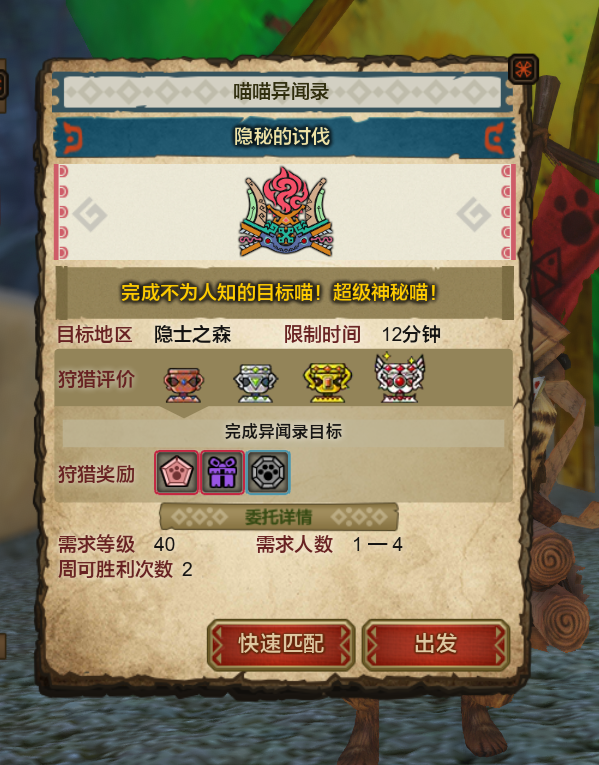 喵喵异闻录
隐秘的讨伐
完成不为人知的目标喵！超级神秘喵！
目标地区 隐士之森 限制时间 12分钟
狩猎评价
完成异闻录目标
狩猎奖励
委托详情
需求等级 40 需求人数 1一4
周可胜利次数 2
快速匹配 出发